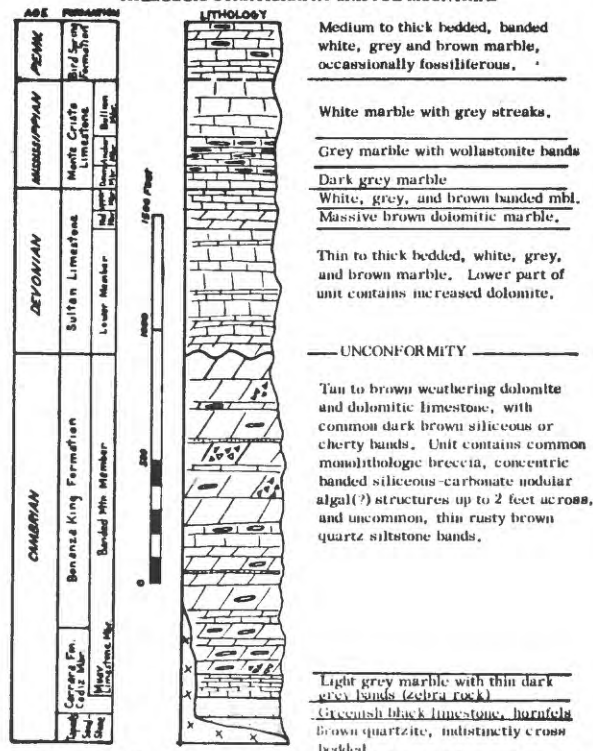 AGE FORMATION LITHOLOGY
PERM.
Bird Spring
Formation
MISSISSIPPIAN
Monte Cristo
Limestone
Bullion
Mbr.
DEVONIAN
Sultan Limestone
Lower Member
CAMBRIAN
Bonanza King Formation
Banded Mtn Member
Carrara Fm.
Cadiz Mbr.
Limestone Mbr.
1500 FEET
1000
500
0
Medium to thick bedded, banded
white, grey and brown marble,
occassionally fossiliferous.
White marble with grey streaks.
Grey marble with wollastonite bands
Dark grey marble
White, grey, and brown banded mbl.
Massive brown dolomitic marble.
Thin to thick bedded, white, grey,
and brown marble. Lower part of
unit contains increased dolomite.
UNCONFORMITY
Tan to brown weathering dolomite
and dolomitic limestone, with
common dark brown siliceous or
cherty bands. Unit contains common
monolithologic breccia, concentric
banded siliceous-carbonate nodular
algal(?) structures up to 2 feet across,
and uncommon, thin rusty brown
quartz siltstone bands.
Light grey marble with thin dark
grey bands (zebra rock)
Greenish black limestone, hornfels
Brown quartzite, indistinctly cross
bedded